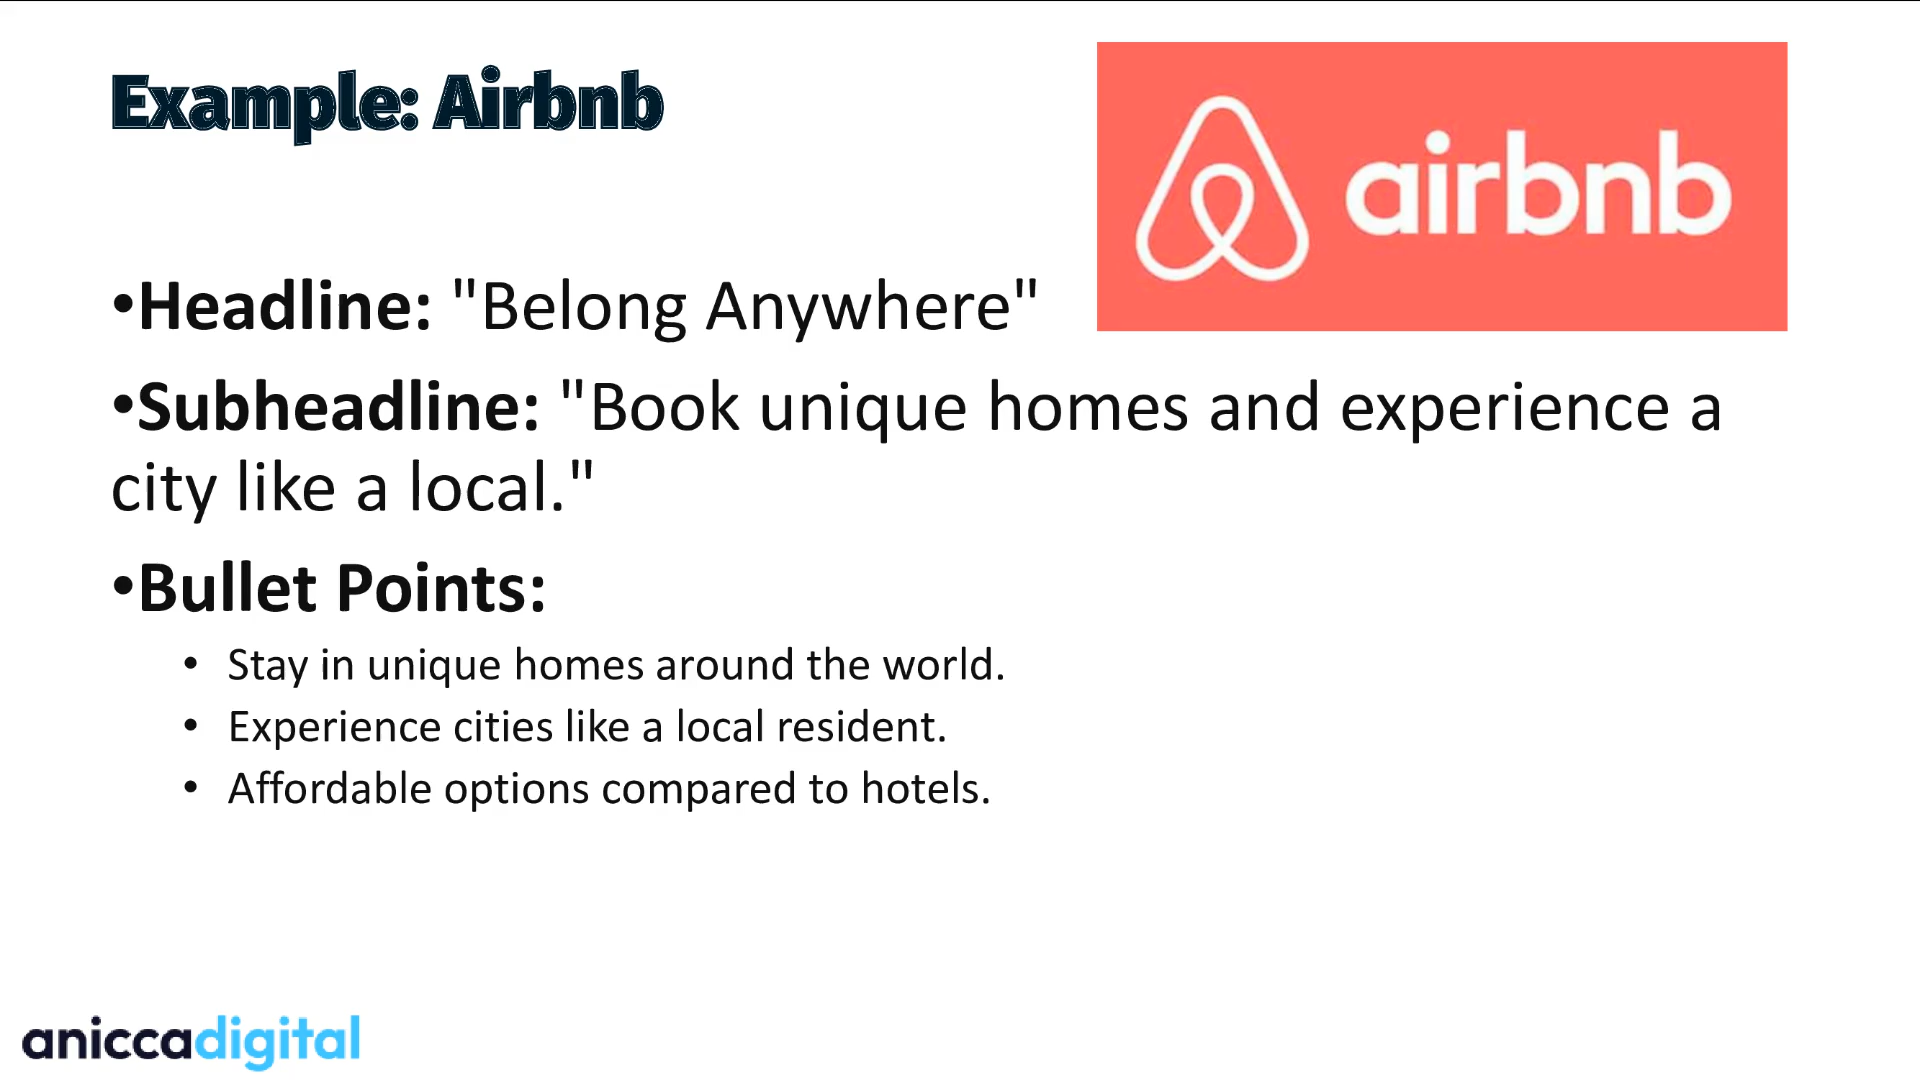 Example: Airbnb
airbnb
•Headline: "Belong Anywhere"
•Subheadline: "Book unique homes and experience a
city like a local."
•Bullet Points:
• Stay in unique homes around the world.
• Experience cities like a local resident.
• Affordable options compared to hotels.
aniccadigital